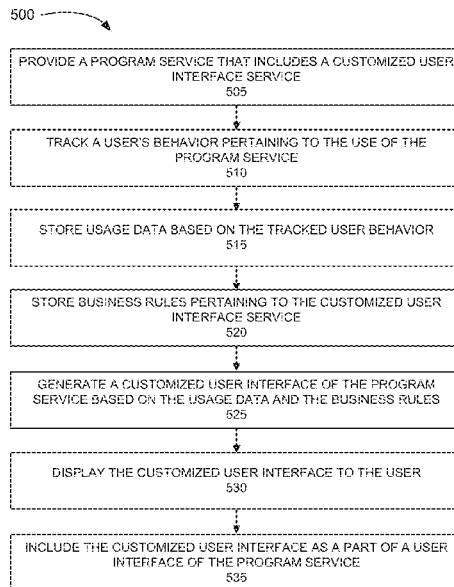 500
PROVIDE A PROGRAM SERVICE THAT INCLUDES A CUSTOMIZED USER
INTERFACE SERVICE
505
TRACK A USER'S BEHAVIOR PERTAINING TO THE USE OF THE
PROGRAM SERVICE
510
STORE USAGE DATA BASED ON THE TRACKED USER BEHAVIOR
515
STORE BUSINESS RULES PERTAINING TO THE CUSTOMIZED USER
INTERFACE SERVICE
520
GENERATE A CUSTOMIZED USER INTERFACE OF THE PROGRAM
SERVICE BASED ON THE USAGE DATA AND THE BUSINESS RULES
525
DISPLAY THE CUSTOMIZED USER INTERFACE TO THE USER
530
INCLUDE THE CUSTOMIZED USER INTERFACE AS A PART OF A USER
INTERFACE OF THE PROGRAM SERVICE
535